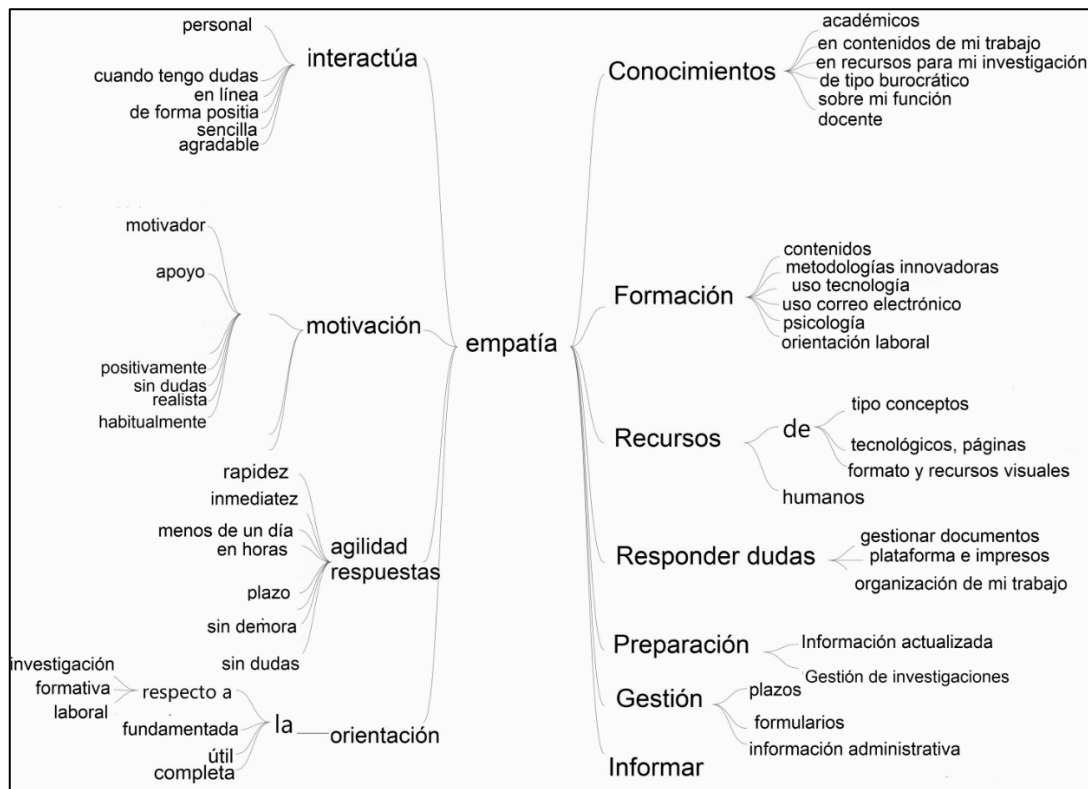 personal
interactúa
cuando tengo dudas
en línea
de forma positia
sencilla
agradable
motivador
apoyo
motivación
positivamente
sin dudas
realista
habitualmente
rapidez
inmediatez
menos de un día
en horas
agilidad
respuestas
plazo
sin demora
sin dudas
investigación
formativa
laboral
respecto a
fundamentada
útil
completa
la
orientación
empatía
académicos
en contenidos de mi trabajo
Conocimientos
en recursos para mi investigación
de tipo burocrático
sobre mi función
docente
contenidos
metodologías innovadoras
uso tecnología
Formación
uso correo electrónico
psicología
orientación laboral
tipo conceptos
Recursos
de
tecnológicos, páginas
formato y recursos visuales
humanos
Responder dudas
gestionar documentos
plataforma e impresos
organización de mi trabajo
Preparación
Información actualizada
Gestión de investigaciones
Gestión
plazos
formularios
información administrativa
Informar